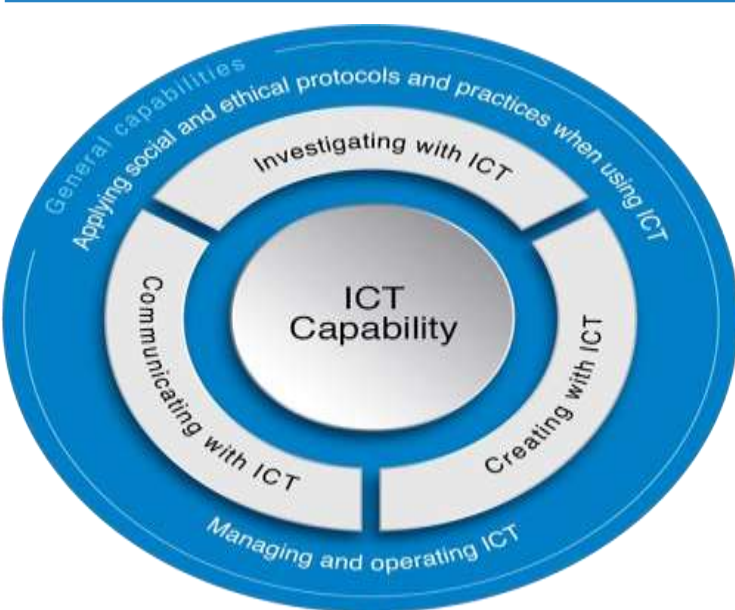 General capabilities
Applying social and ethical protocols and practices when using ICT
Investigating with ICT
ICT
Capability
Communicating with ICT
Creating with ICT
Managing and operating ICT